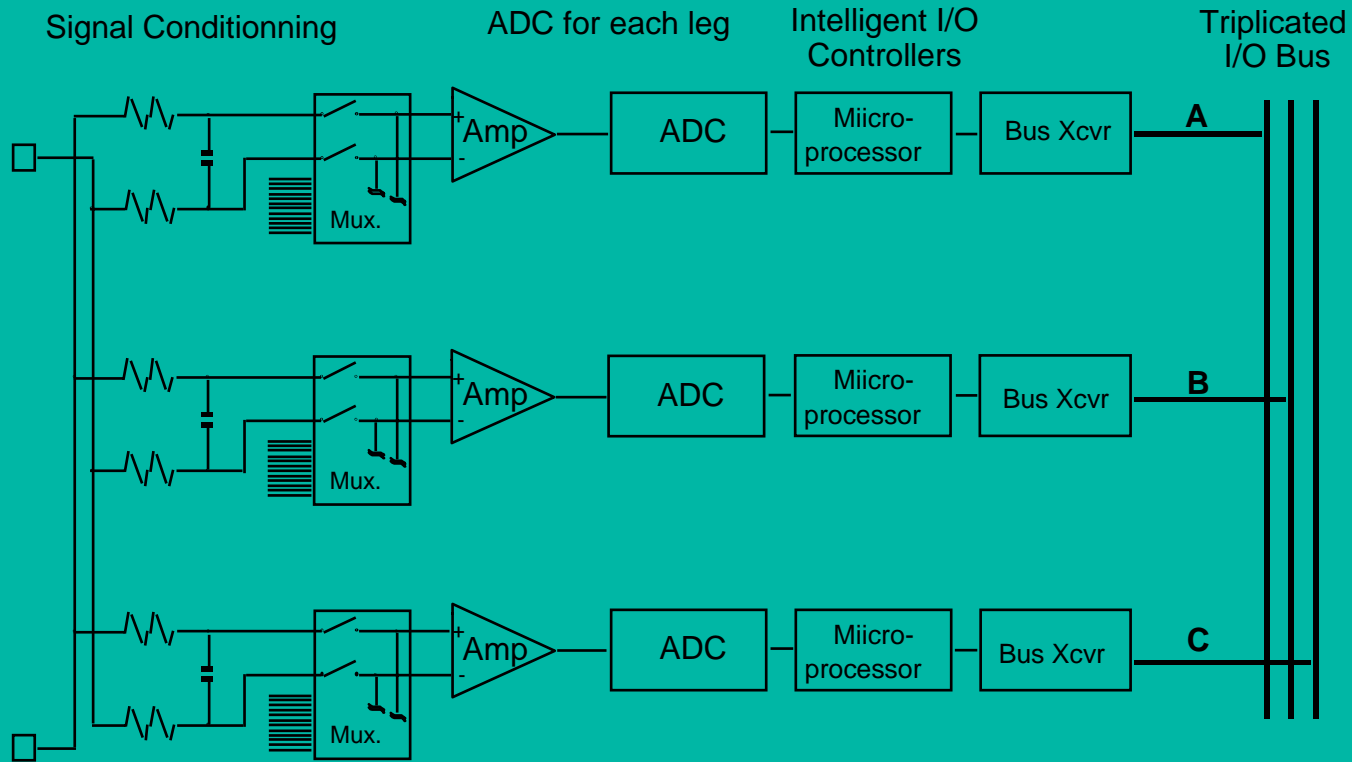 Signal Conditionning
ADC for each leg
Intelligent I/O
Controllers
Triplicated
I/O Bus
+
-
Amp
ADC
Miicro-
processor
Bus Xcvr
A
Mux.
+
-
Amp
ADC
Miicro-
processor
Bus Xcvr
B
Mux.
+
-
Amp
ADC
Miicro-
processor
Bus Xcvr
C
Mux.